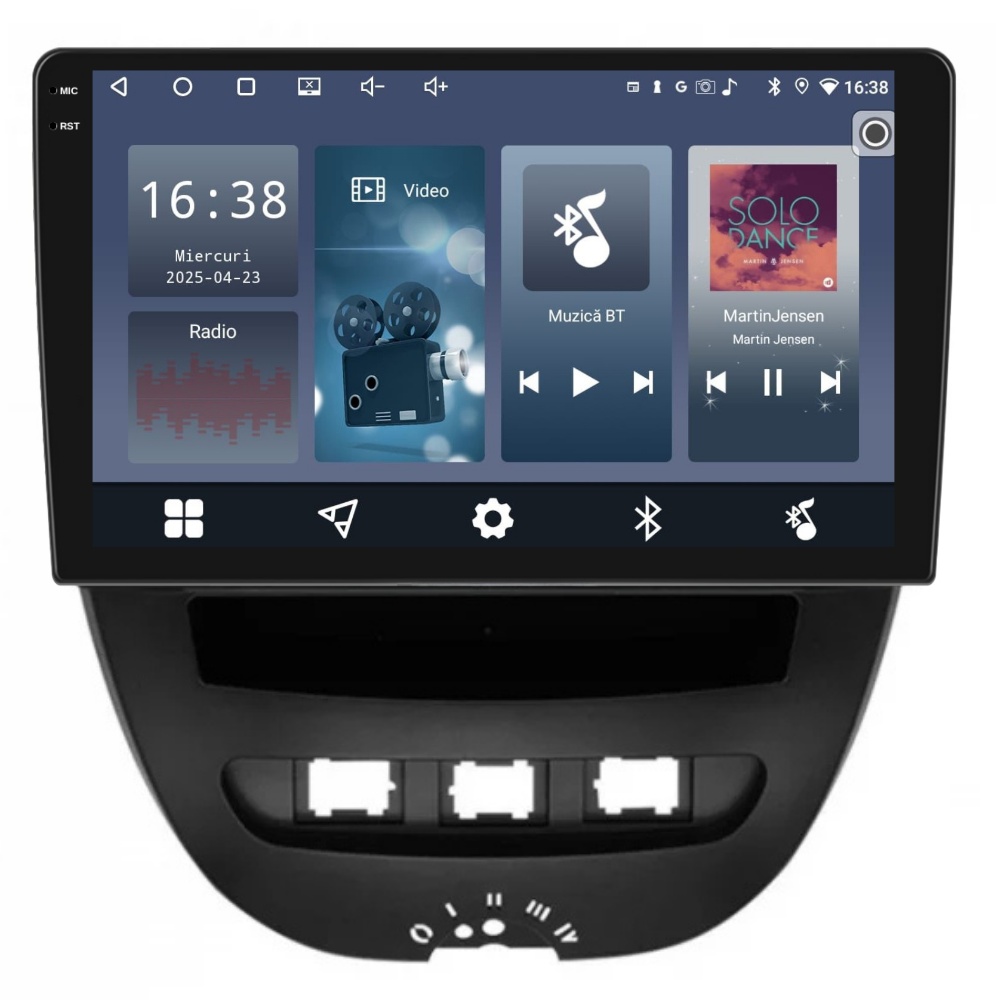 MIC
RST
G
16:38
16:38
Miercuri
2025-04-23
Radio
Video
Muzică BT
SOLO
DANCE
MARTIN JENSEN
MartinJensen
Martin Jensen
O I II III IV